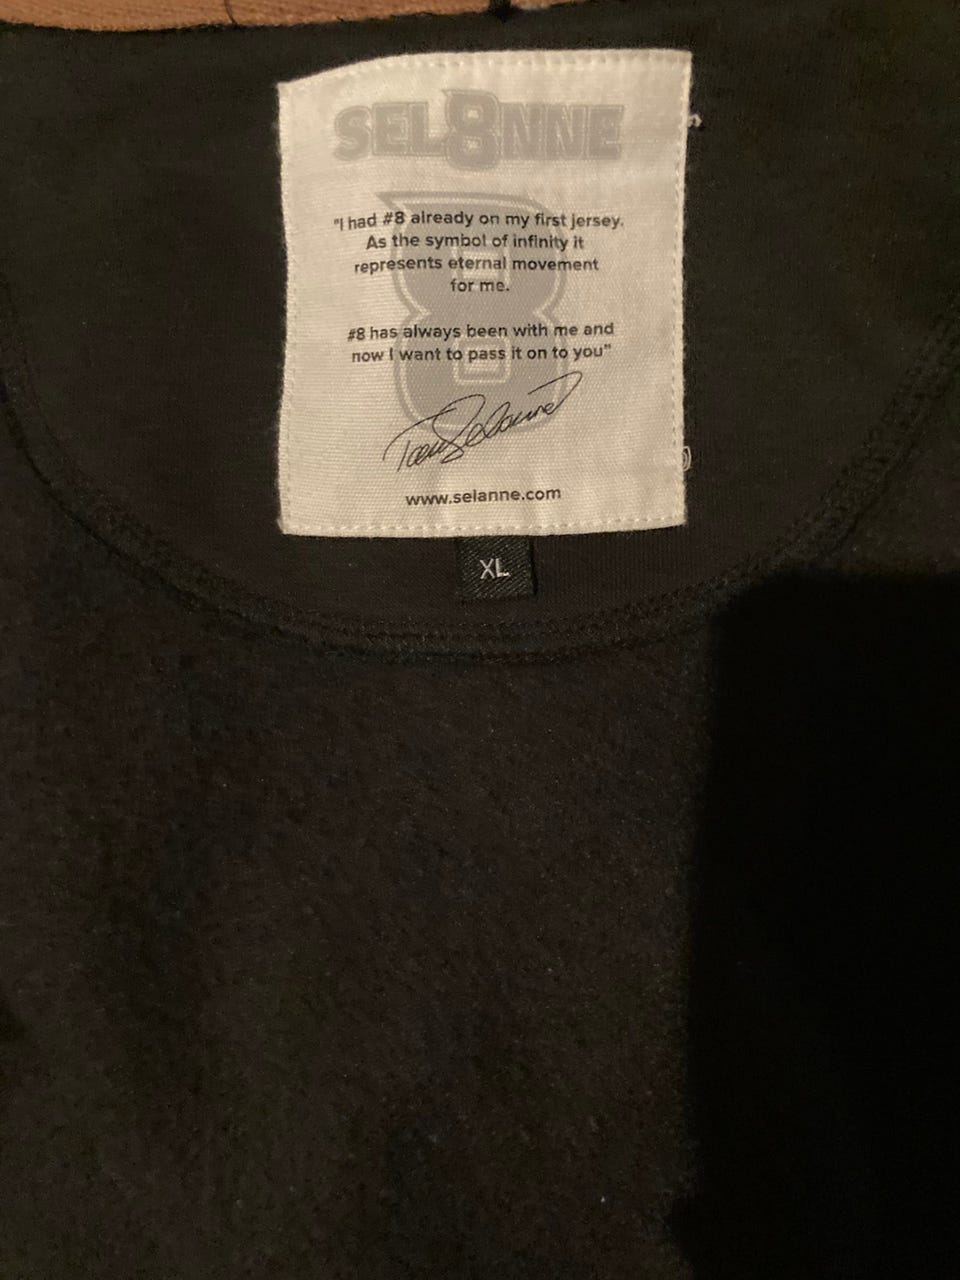 SEL8NNE
"I had #8 already on my first jersey.
As the symbol of infinity it
represents eternal movement
for me.
#8 has always been with me and
now I want to pass it on to you"
Teemu Selanne
www.selanne.com
XL